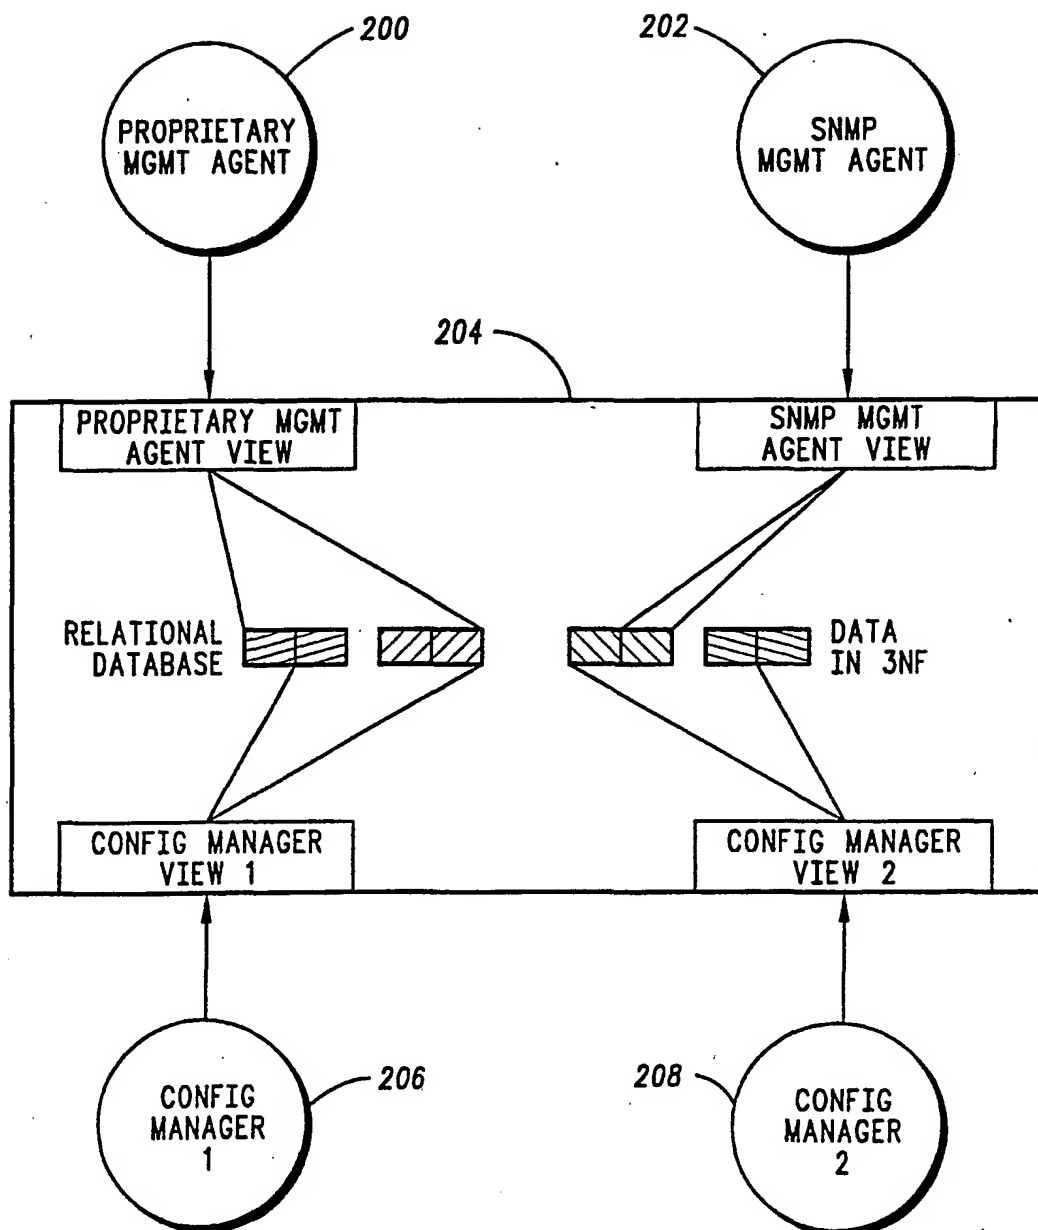 200
202
PROPRIETARY
MGMT AGENT
SNMP
MGMT AGENT
204
PROPRIETARY MGMT
AGENT VIEW
SNMP MGMT
AGENT VIEW
RELATIONAL
DATABASE
DATA
IN 3NF
CONFIG MANAGER
VIEW 1
CONFIG MANAGER
VIEW 2
206
208
CONFIG
MANAGER
1
CONFIG
MANAGER
2